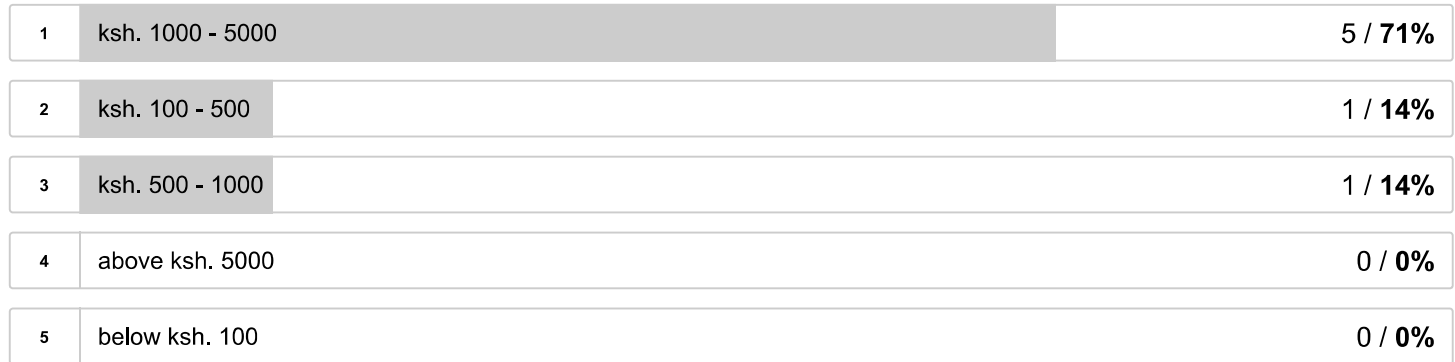 1 ksh. 1000 - 5000 5 / 71%
2 ksh. 100 - 500 1 / 14%
3 ksh. 500 - 1000 1 / 14%
4 above ksh. 5000 0 / 0%
5 below ksh. 100 0 / 0%